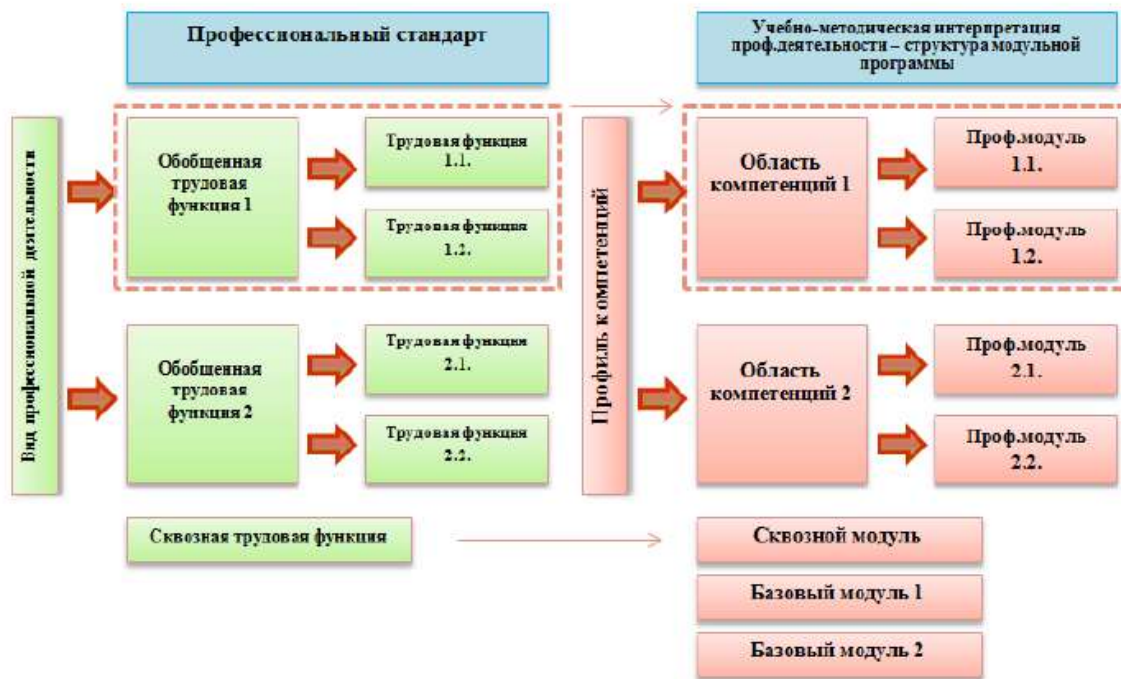 Профессиональный стандарт
Учебно-методическая интерпретация
проф.деятельности – структура модульной
программы
Вид профессиональной деятельности
Обобщенная
трудовая
функция 1
Трудовая функция
1.1.
Трудовая функция
1.2.
Обобщенная
трудовая
функция 2
Трудовая функция
2.1.
Трудовая функция
2.2.
Сквозная трудовая функция
Профиль компетенций
Область
компетенций 1
Проф.модуль
1.1.
Проф.модуль
1.2.
Область
компетенций 2
Проф.модуль
2.1.
Проф.модуль
2.2.
Сквозной модуль
Базовый модуль 1
Базовый модуль 2